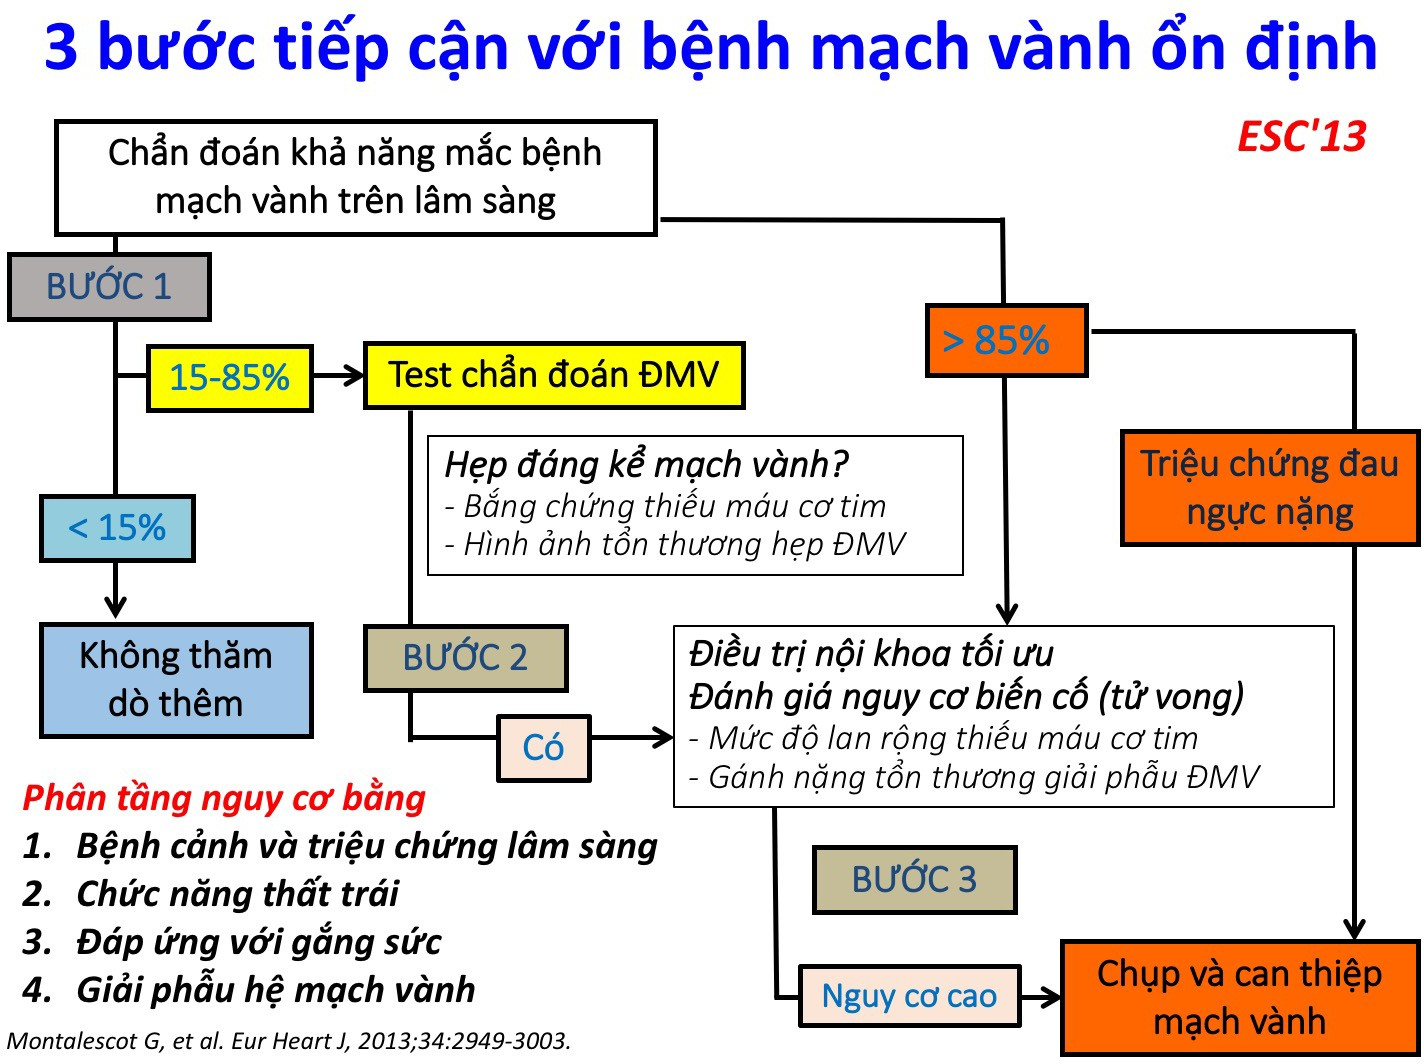 3 bước tiếp cận với bệnh mạch vành ổn định
ESC'13
Chẩn đoán khả năng mắc bệnh
mạch vành trên lâm sàng
BƯỚC 1
> 85%
15-85%
Test chẩn đoán ĐMV
Hẹp đáng kể mạch vành?
- Bằng chứng thiếu máu cơ tim
- Hình ảnh tổn thương hẹp ĐMV
Triệu chứng đau
ngực nặng
< 15%
Không thăm
dò thêm
BƯỚC 2
Có
Điều trị nội khoa tối ưu
Đánh giá nguy cơ biến cố (tử vong)
- Mức độ lan rộng thiếu máu cơ tim
- Gánh nặng tổn thương giải phẫu ĐMV
Phân tầng nguy cơ bằng
1. Bệnh cảnh và triệu chứng lâm sàng
2. Chức năng thất trái
3. Đáp ứng với gắng sức
4. Giải phẫu hệ mạch vành
BƯỚC 3
Nguy cơ cao
Chụp và can thiệp
mạch vành
Montalescot G, et al. Eur Heart J, 2013;34:2949-3003.